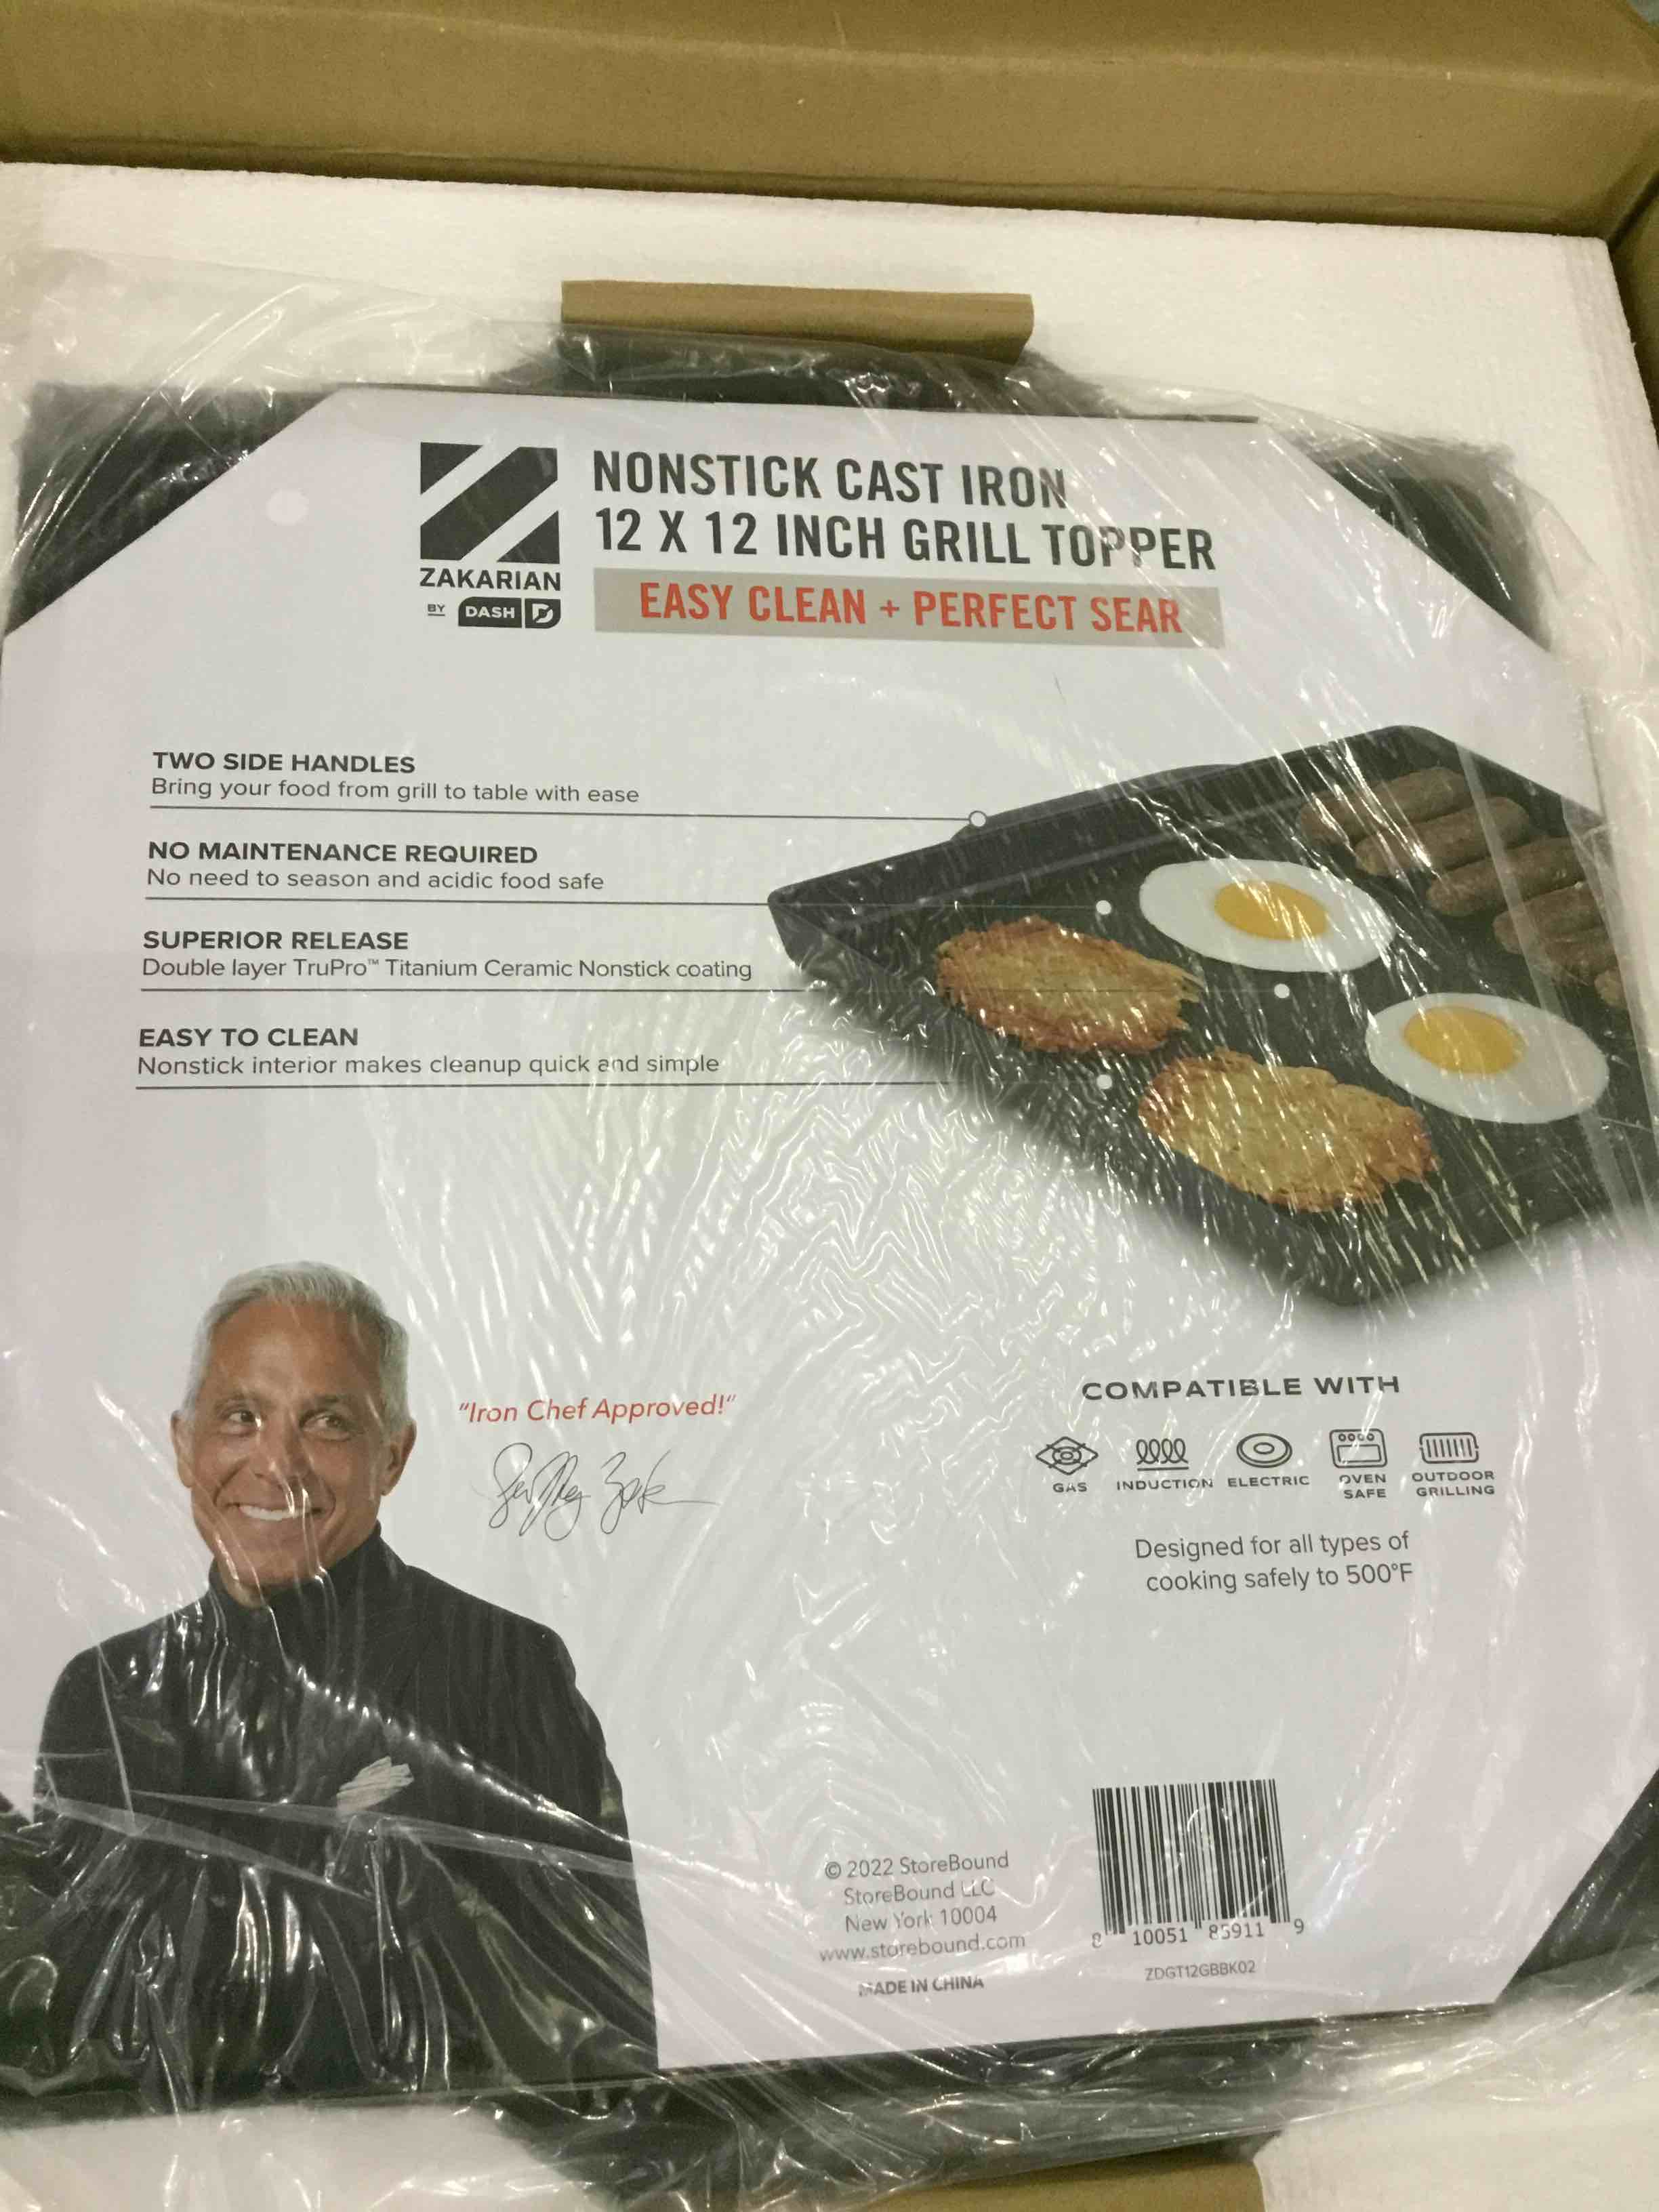 NONSTICK CAST IRON
12 X 12 INCH GRILL TOPPER
ZAKARIAN
BY DASH
EASY CLEAN + PERFECT SEAR
TWO SIDE HANDLES
Bring your food from grill to table with ease
NO MAINTENANCE REQUIRED
No need to season and acidic food safe
SUPERIOR RELEASE
Double layer TruPro™ Titanium Ceramic Nonstick coating
EASY TO CLEAN
Nonstick interior makes cleanup quick and simple
"Iron Chef Approved!"
COMPATIBLE WITH
GAS
INDUCTION
ELECTRIC
OVEN
SAFE
OUTDOOR
GRILLING
Designed for all types of
cooking safely to 500°F
© 2022 StoreBound
StoreBound LLC
New York 10004
www.storebound.com
MADE IN CHINA
8 10051 85911 9
ZDGT12GBBK02